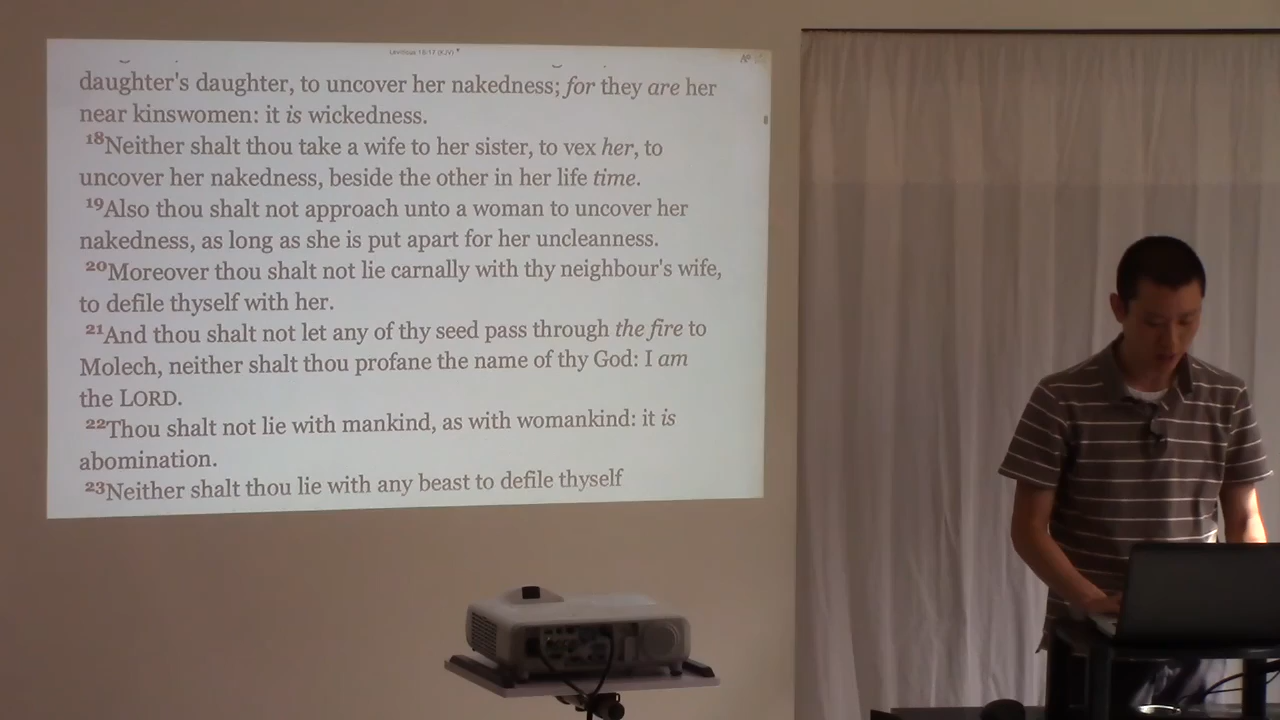 Leviticus 18:17 (KJV)
daughter's daughter, to uncover her nakedness; for they are her
near kinswomen: it is wickedness.
18Neither shalt thou take a wife to her sister, to vex her, to
uncover her nakedness, beside the other in her life time.
19Also thou shalt not approach unto a woman to uncover her
nakedness, as long as she is put apart for her uncleanness.
20Moreover thou shalt not lie carnally with thy neighbour's wife,
to defile thyself with her.
21And thou shalt not let any of thy seed pass through the fire to
Molech, neither shalt thou profane the name of thy God: I am
the LORD.
22Thou shalt not lie with mankind, as with womankind: it is
abomination.
23Neither shalt thou lie with any beast to defile thyself